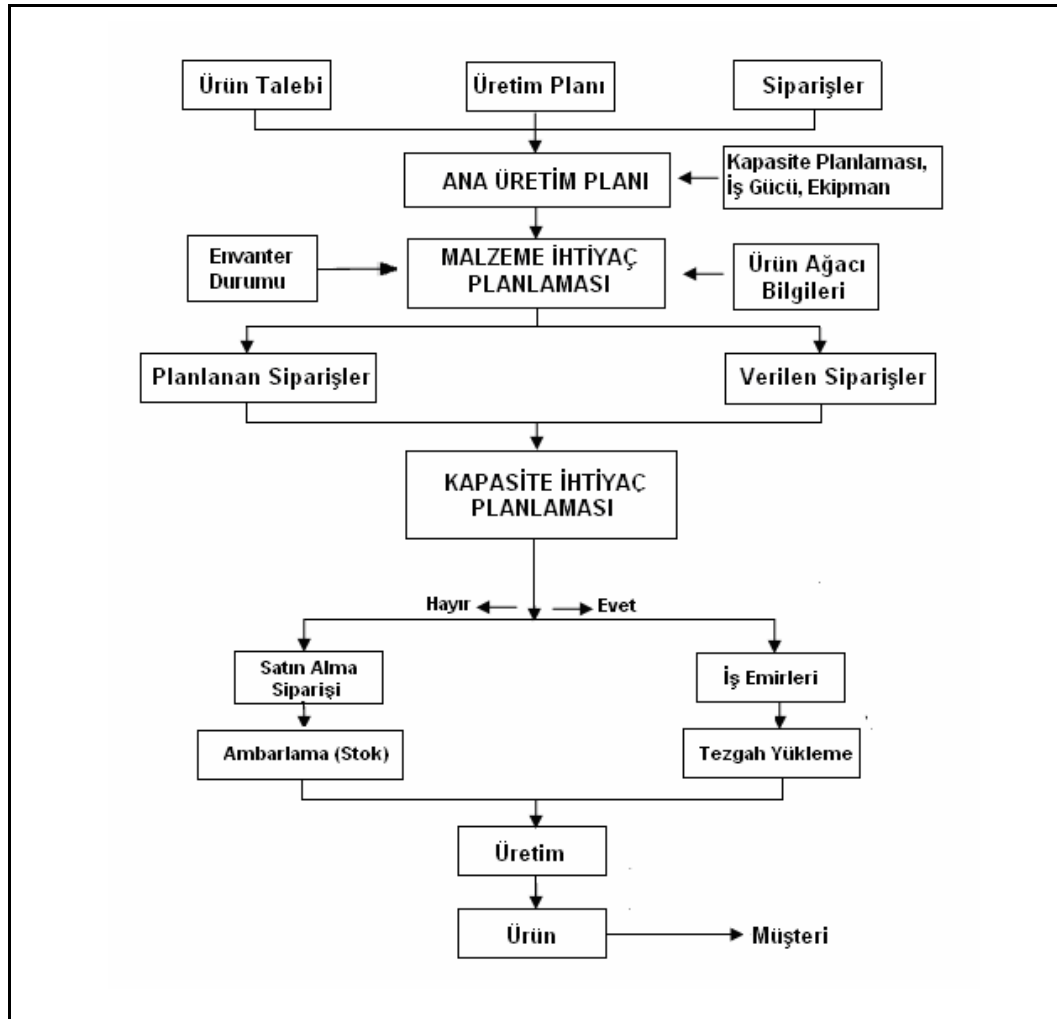 Ürün Talebi
Üretim Planı
Siparişler
ANA ÜRETİM PLANI
Kapasite Planlaması,
İş Gücü, Ekipman
Envanter
Durumu
MALZEME İHTİYAÇ
PLANLAMASI
Ürün Ağacı
Bilgileri
Planlanan Siparişler
Verilen Siparişler
KAPASİTE İHTİYAÇ
PLANLAMASI
Hayır
Evet
Satın Alma
Siparişi
İş Emirleri
Ambarlama (Stok)
Tezgah Yükleme
Üretim
Ürün
Müşteri